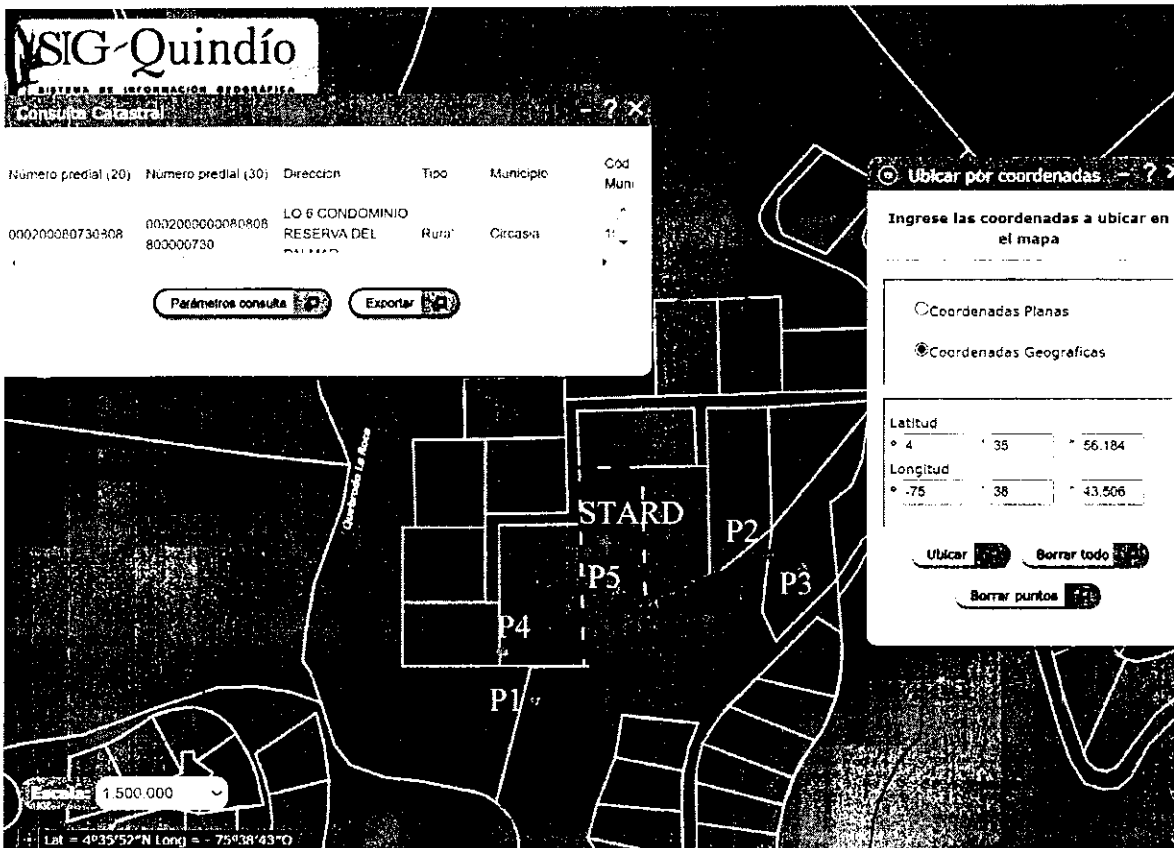 SIG-Quindío
SISTEMA DE INFORMACIÓN GEOGRÁFICA
Consulta Catastral
- ? X
Número predial (20) Número predial (30) Dirección Tipo Municipio Cód Muni
000200080730808 0002000000080808 800000730 LO 6 CONDOMINIO RESERVA DEL Rural Circasia
Parámetros consulta Exportar
Ubicar por coordenadas - ? X
Ingrese las coordenadas a ubicar en
el mapa
Coordenadas Planas
Coordenadas Geograficas
Latitud
° 4 ' 35 " 56.184
Longitud
° -75 ' 38 " 43.506
Ubicar Borrar todo
Borrar puntos
Quebrada La Roca
STARD
P2
P5
P3
P4
P1
Escala: 1.500.000
Lat = 4°35'52"N Long = - 75°38'43"O